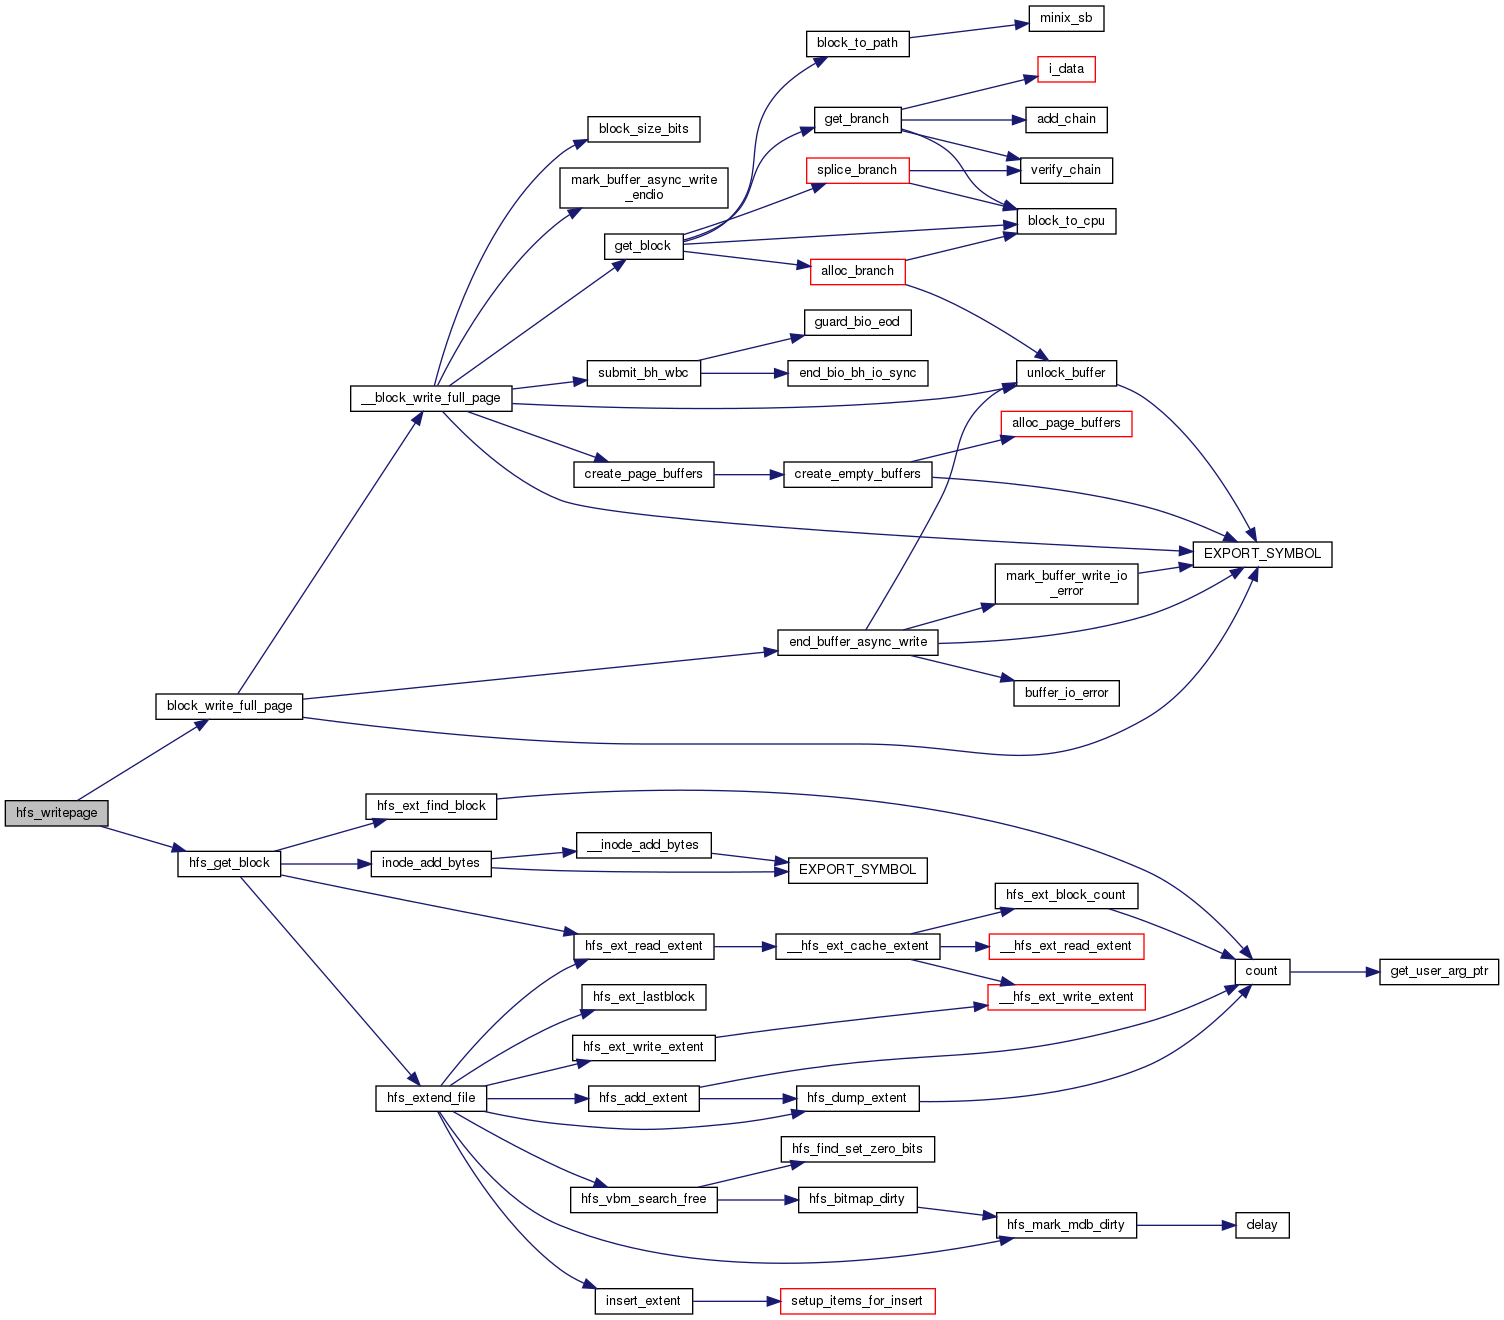 minix_sb
block_to_path
i_data
get_branch
add_chain
block_size_bits
splice_branch
verify_chain
mark_buffer_async_write
_endio
block_to_cpu
get_block
alloc_branch
guard_bio_eod
submit_bh_wbc
end_bio_bh_io_sync
unlock_buffer
__block_write_full_page
alloc_page_buffers
create_page_buffers
create_empty_buffers
EXPORT_SYMBOL
mark_buffer_write_io
_error
end_buffer_async_write
buffer_io_error
block_write_full_page
hfs_writepage
hfs_ext_find_block
__inode_add_bytes
hfs_get_block
inode_add_bytes
EXPORT_SYMBOL
hfs_ext_block_count
hfs_ext_read_extent
__hfs_ext_cache_extent
__hfs_ext_read_extent
count
get_user_arg_ptr
hfs_ext_lastblock
__hfs_ext_write_extent
hfs_ext_write_extent
hfs_extend_file
hfs_add_extent
hfs_dump_extent
hfs_find_set_zero_bits
hfs_vbm_search_free
hfs_bitmap_dirty
hfs_mark_mdb_dirty
delay
insert_extent
setup_items_for_insert